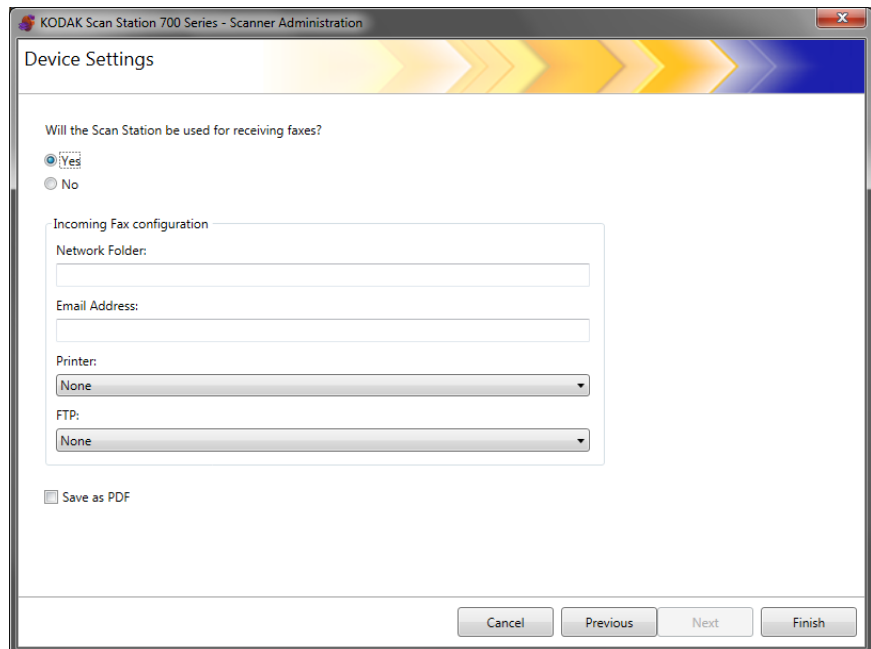 KODAK Scan Station 700 Series - Scanner Administration
Device Settings
Will the Scan Station be used for receiving faxes?
Yes
No
Incoming Fax configuration
Network Folder:
Email Address:
Printer:
None
FTP:
None
Save as PDF
Cancel Previous Next Finish